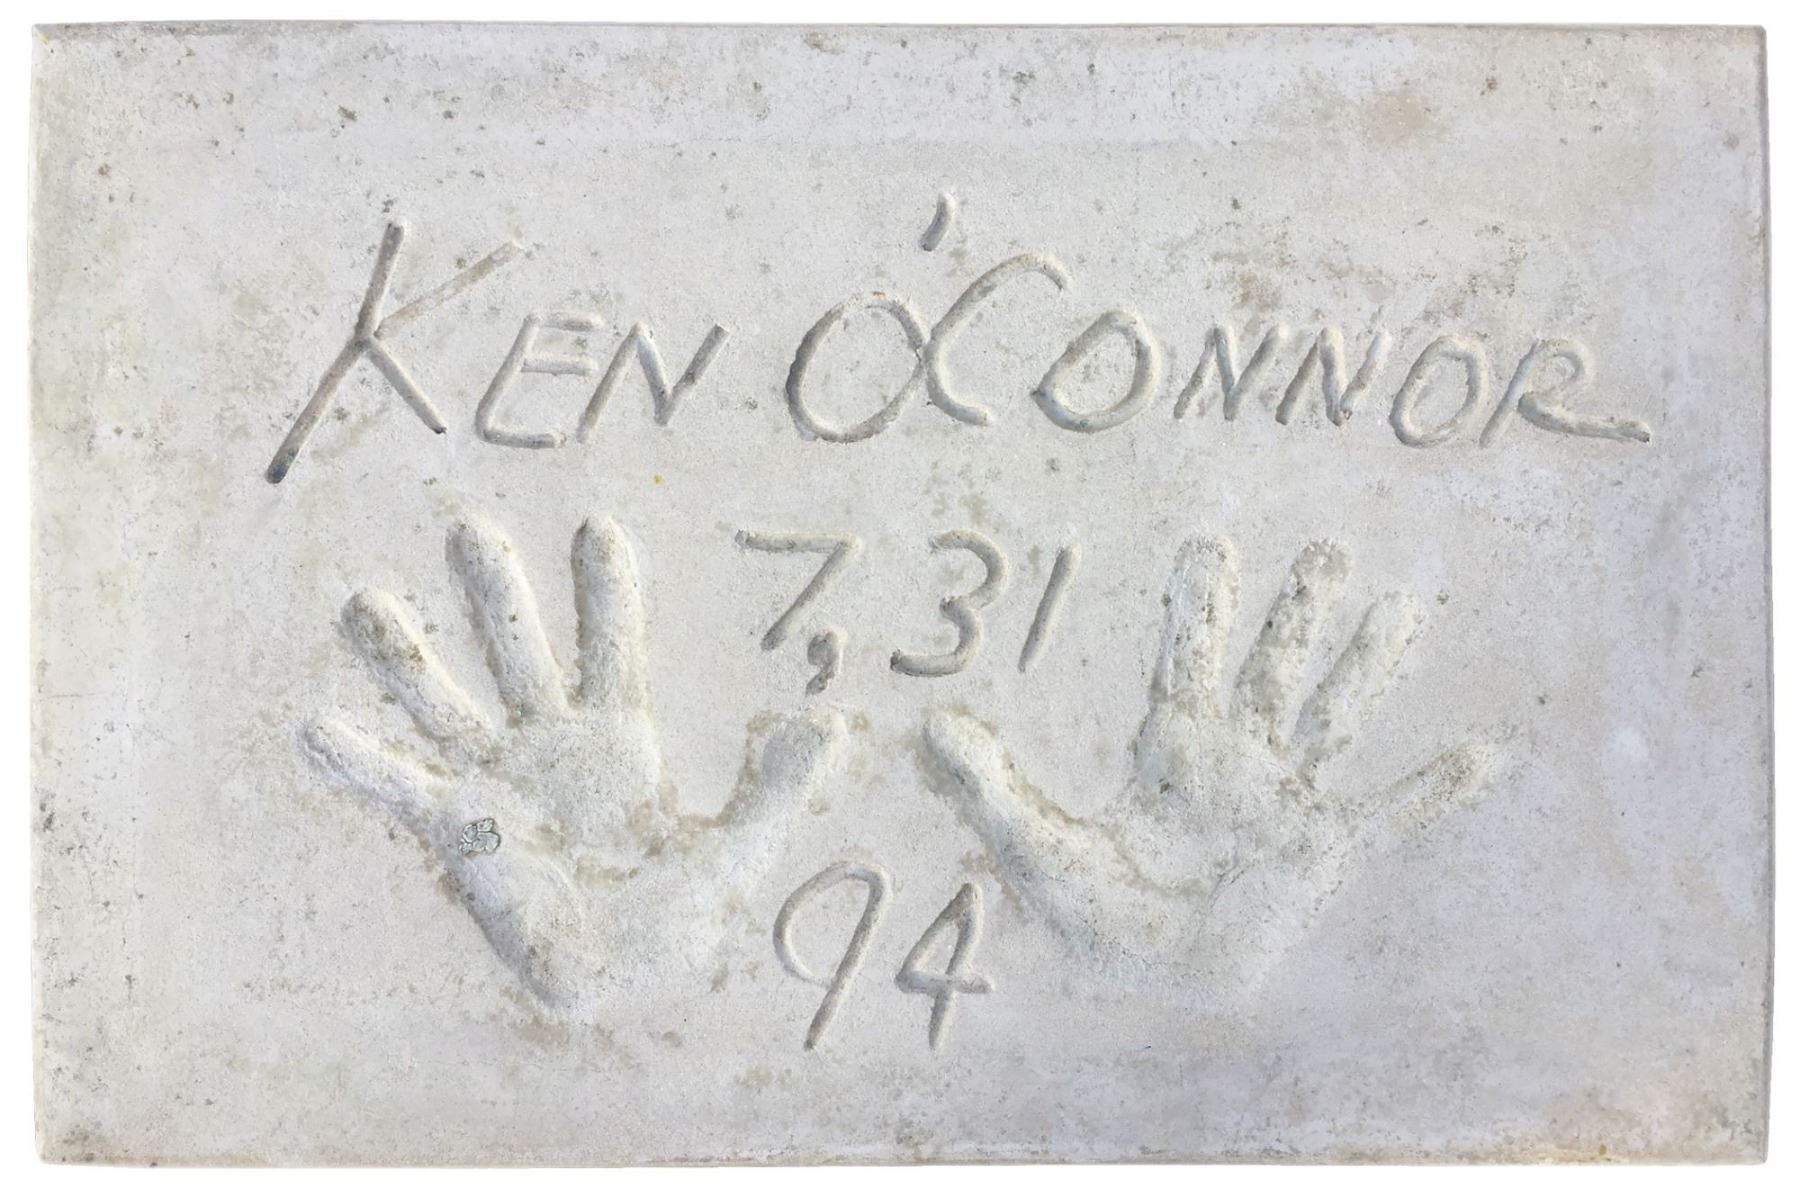 KEN O'CONNOR
7, 31
94